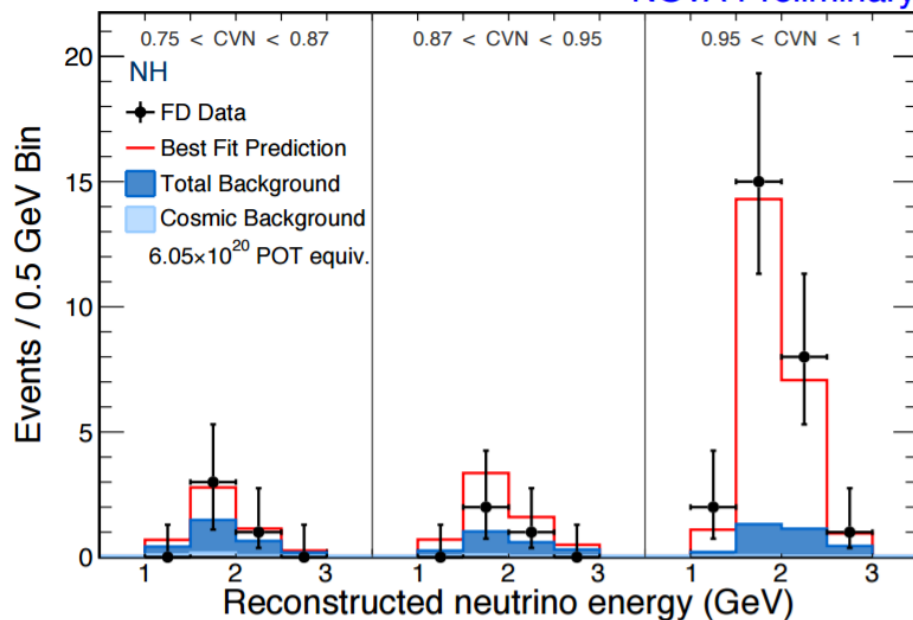 Preliminary
0.75 < CVN < 0.87
0.87 < CVN < 0.95
0.95 < CVN < 1
NH
FD Data
Best Fit Prediction
Total Background
Cosmic Background
6.05×10²⁰ POT equiv.
Events / 0.5 GeV Bin
20
15
10
5
0
1 2 3 1 2 3 1 2 3
Reconstructed neutrino energy (GeV)